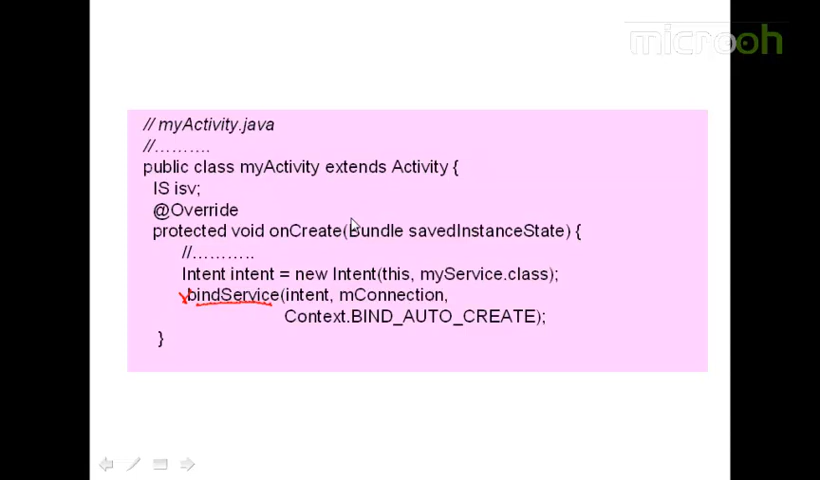 microoh
// myActivity.java
//……….
public class myActivity extends Activity {
IS isv;
@Override
protected void onCreate(Bundle savedInstanceState) {
//………..
Intent intent = new Intent(this, myService.class);
bindService(intent, mConnection,
Context.BIND_AUTO_CREATE);
}